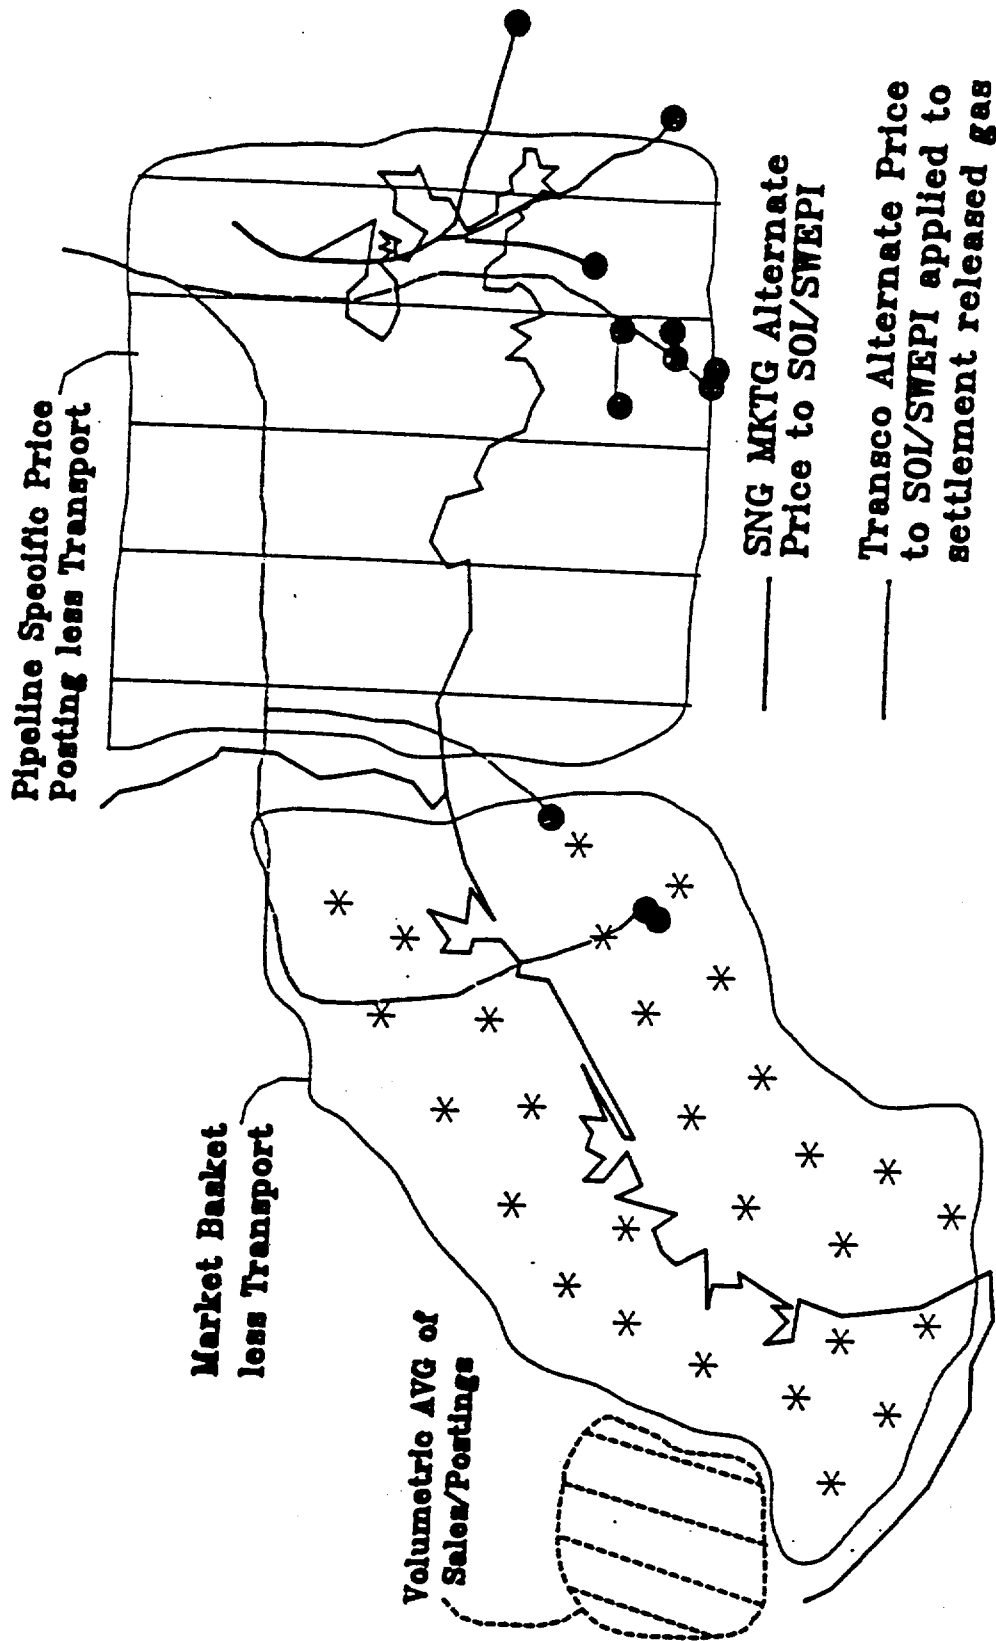 Pipeline Specific Price
Posting less Transport
Market Basket
less Transport
Volumetric AVG of
Sales/Postings
SNG MKTG Alternate
Price to SOI/SWEPI
Transco Alternate Price
to SOI/SWEPI applied to
settlement released gas